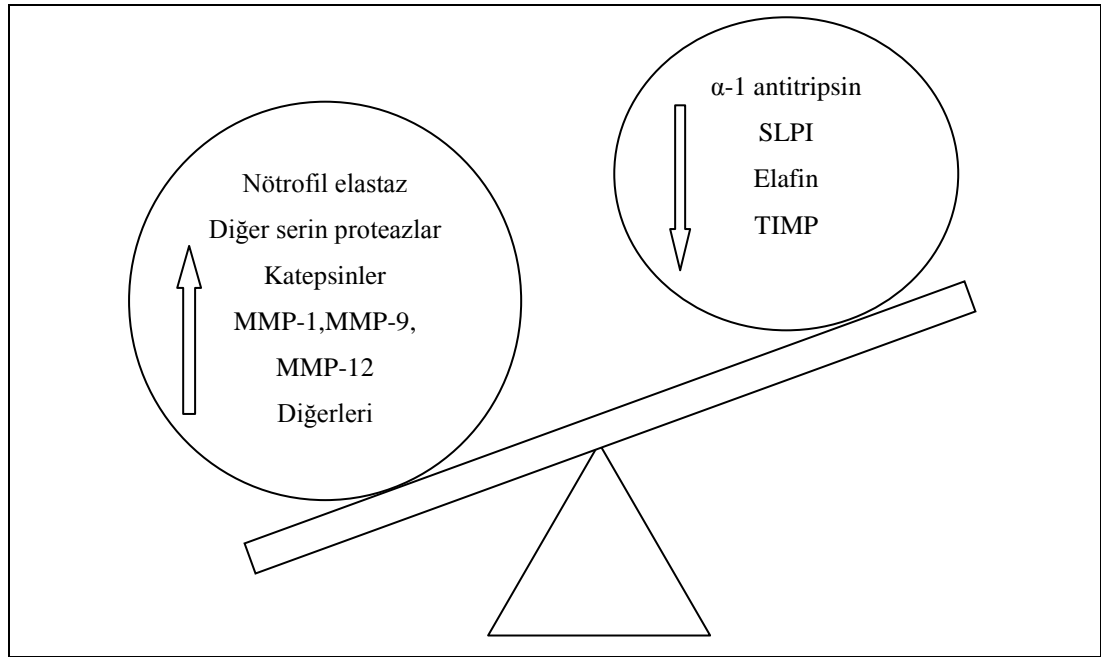 Nötrofil elastaz
Diğer serin proteazlar
Katepsinler
MMP-1,MMP-9,
MMP-12
Diğerleri
α-1 antitripsin
SLPI
Elafin
TIMP